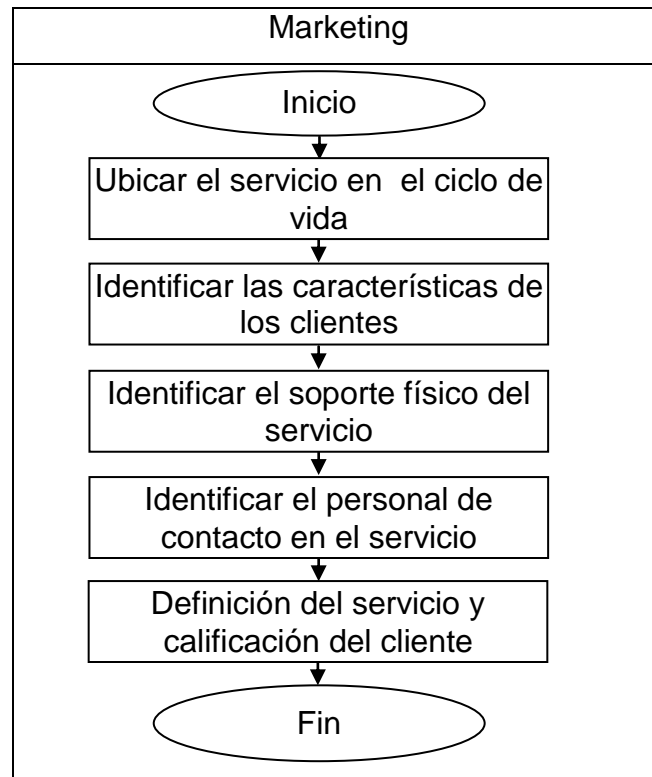 Marketing
Inicio
Ubicar el servicio en el ciclo de
vida
Identificar las características de
los clientes
Identificar el soporte físico del
servicio
Identificar el personal de
contacto en el servicio
Definición del servicio y
calificación del cliente
Fin